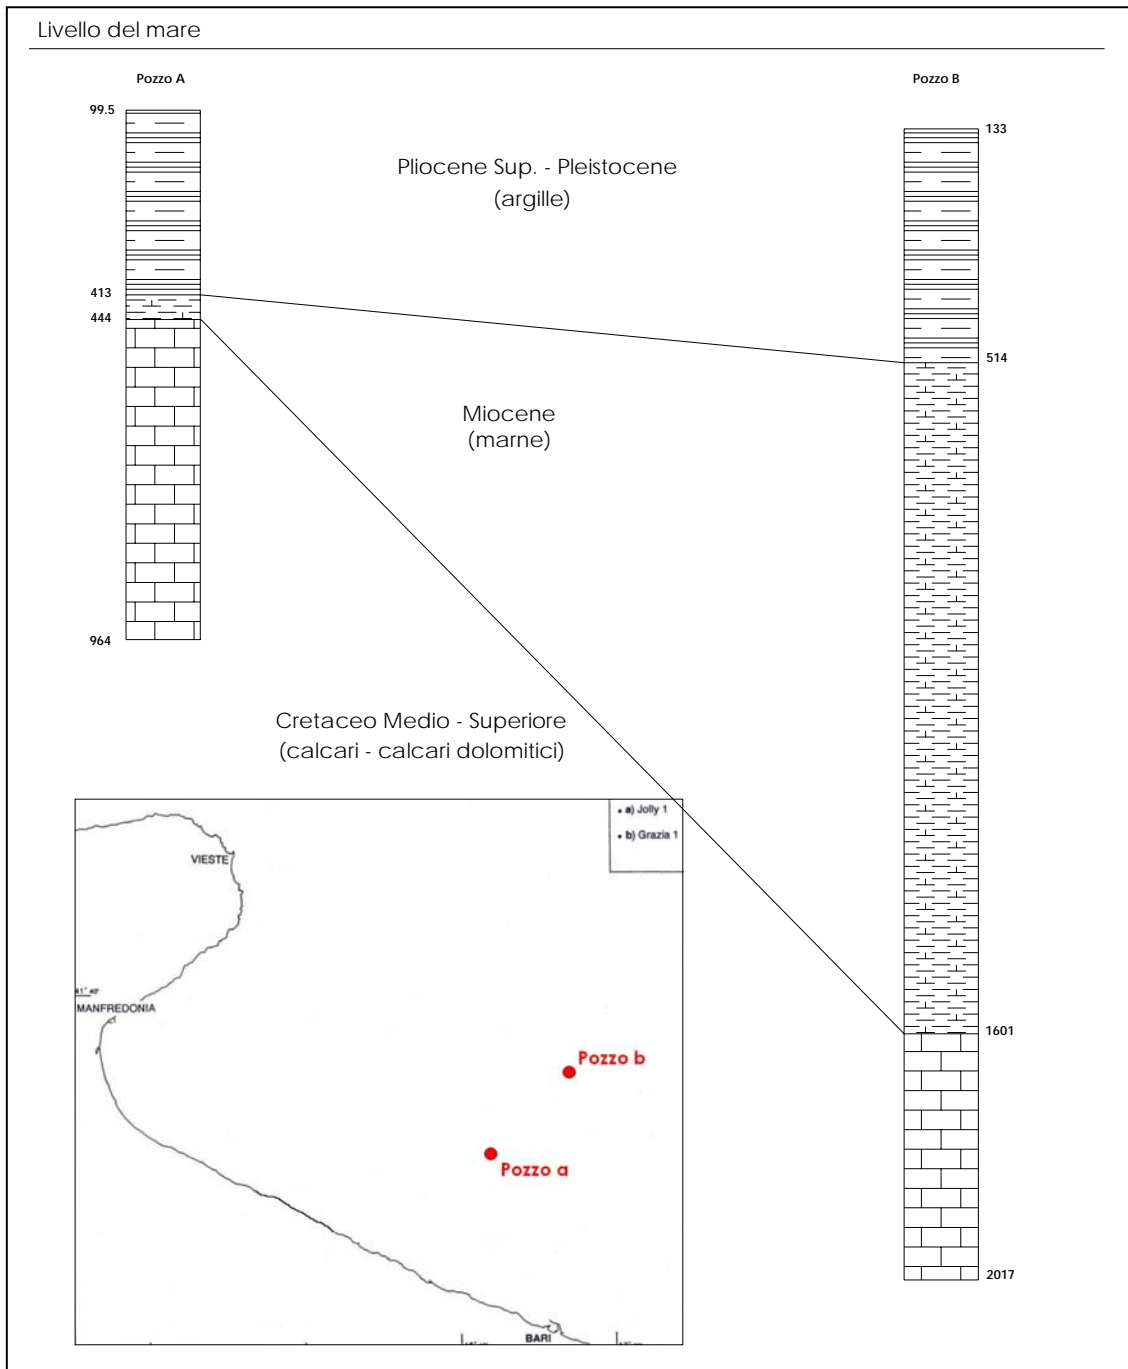 Livello del mare
Pozzo A
Pozzo B
99.5
133
Pliocene Sup. - Pleistocene
(argille)
413
444
514
Miocene
(marne)
964
Cretaceo Medio - Superiore
(calcari - calcari dolomitici)
a) Jolly 1
b) Grazia 1
VIESTE
MANFREDONIA
1601
Pozzo b
Pozzo a
2017
BARI